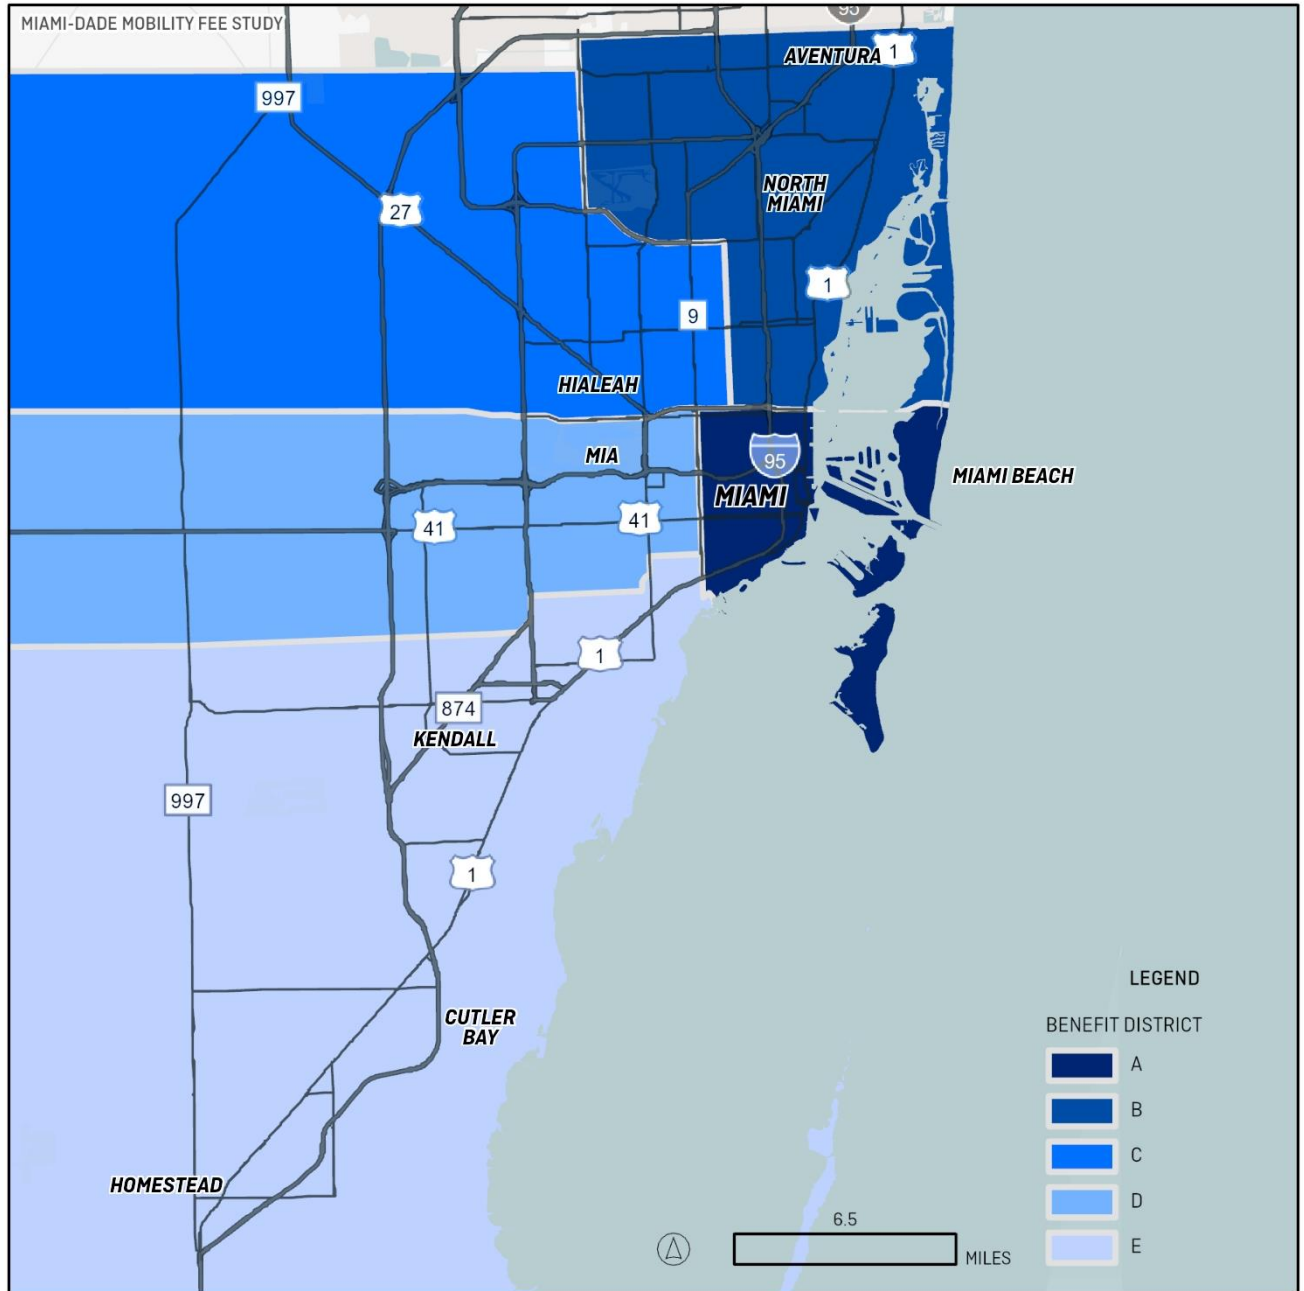 MIAMI-DADE MOBILITY FEE STUDY
95
AVENTURA
1
997
NORTH
MIAMI
27
1
9
HIALEAH
MIA
95
MIAMI BEACH
MIAMI
41
41
1
874
KENDALL
997
1
LEGEND
CUTLER
BAY
BENEFIT DISTRICT
A
B
C
D
HOMESTEAD
6.5
E
MILES